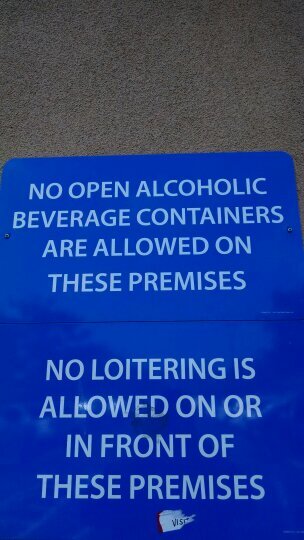 NO OPEN ALCOHOLIC
BEVERAGE CONTAINERS
ARE ALLOWED ON
THESE PREMISES
NO LOITERING IS
ALLOWED ON OR
IN FRONT OF
THESE PREMISES
VISIT